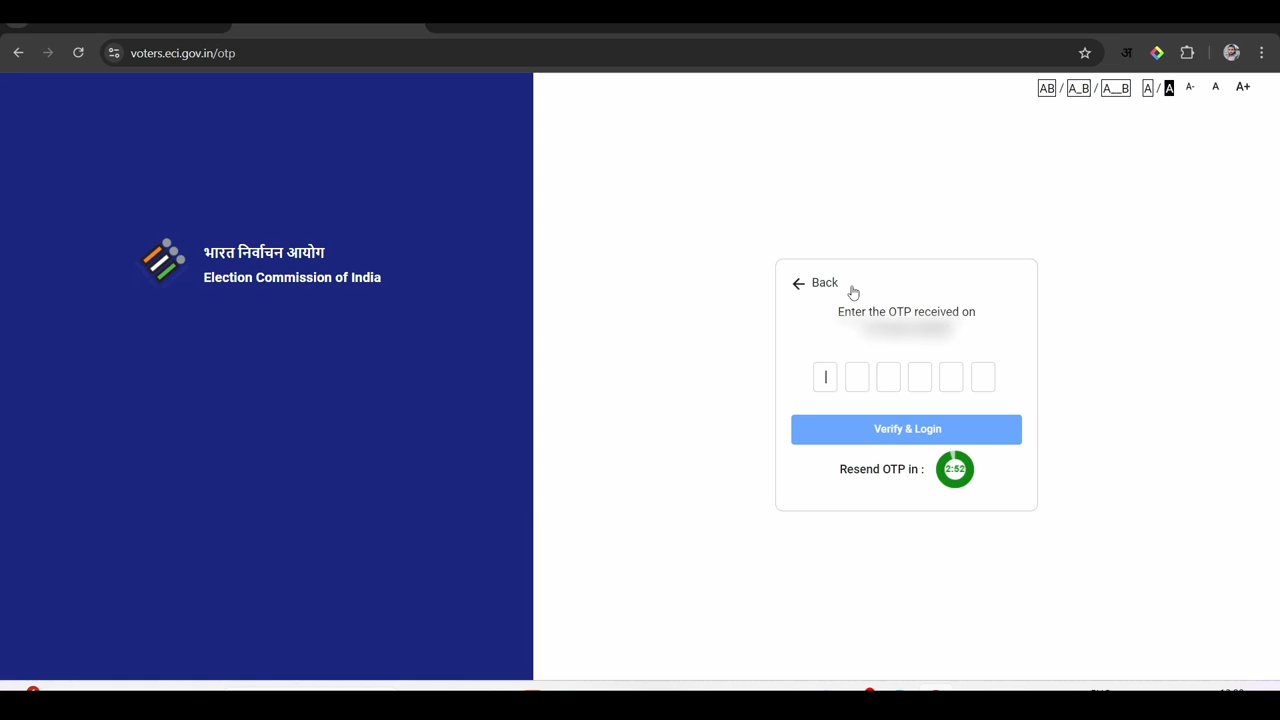 voters.eci.gov.in/otp
अ
AB / A_B / A__B A / A A- A A+
भारत निर्वाचन आयोग
Election Commission of India
Back
Enter the OTP received on
Verify & Login
Resend OTP in : 2:52